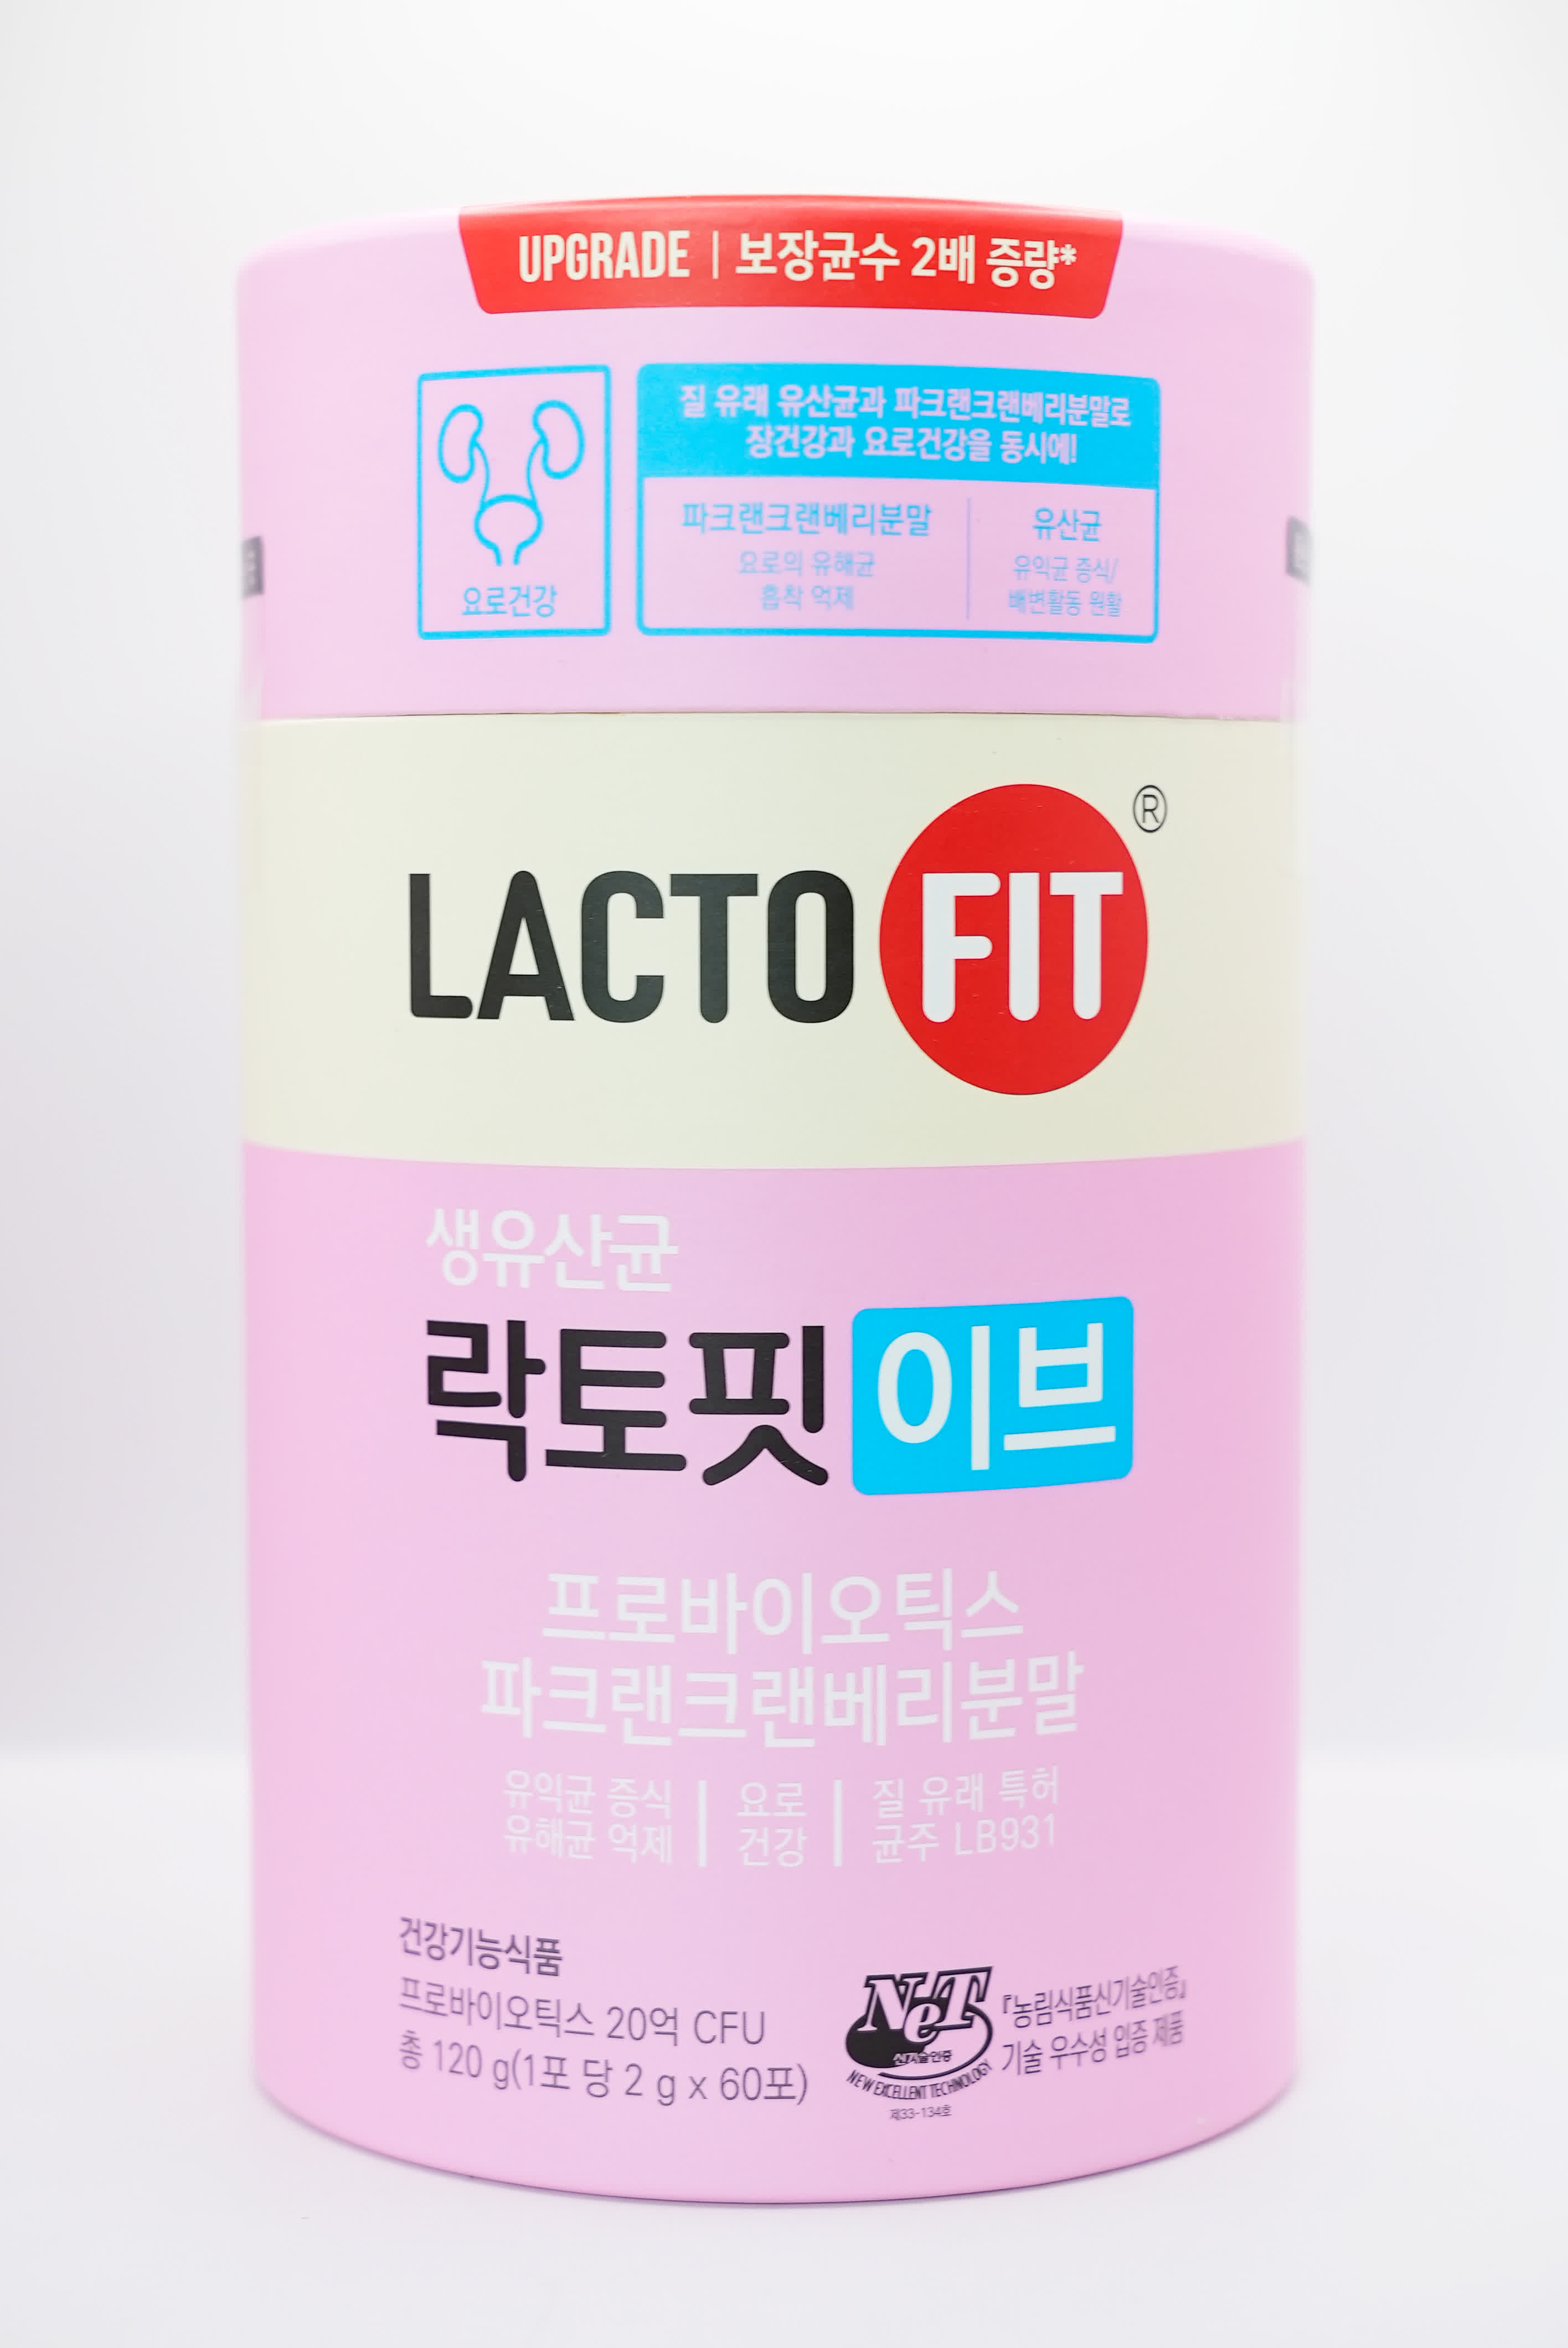 UPGRADE | 보장균수 2배 증량*
질 유래 유산균과 파크랜크랜베리분말로
장건강과 요로건강을 동시에!
요로건강
파크랜크랜베리분말
요로의 유해균
흡착 억제
유산균
유익균 증식/
배변활동 원활
LACTO FIT®
생유산균
락토핏 이브
프로바이오틱스
파크랜크랜베리분말
유익균 증식
유해균 억제
요로
건강
질 유래 특허
균주 LB931
건강기능식품
프로바이오틱스 20억 CFU
총 120 g(1포 당 2 g x 60포)
NeT
신기술인증
NEW EXCELLENT TECHNOLOGY
제33-134호
『농림식품신기술인증』
기술 우수성 입증 제품